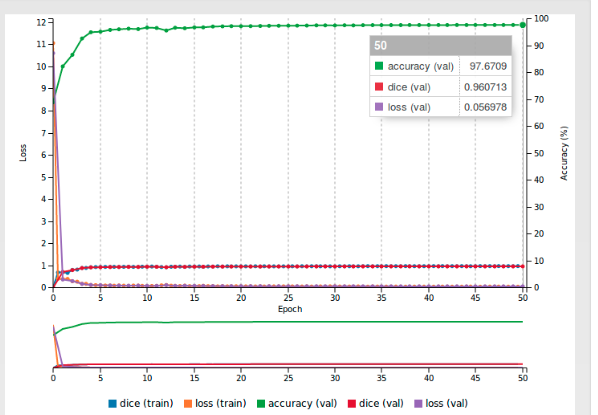 12
11
10
9
8
7
6
5
4
3
2
1
0
Loss
100
90
80
70
60
50
40
30
20
10
0
Accuracy (%)
50
accuracy (val) 97.6709
dice (val) 0.960713
loss (val) 0.056978
0 5 10 15 20 25 30 35 40 45 50
Epoch
0 5 10 15 20 25 30 35 40 45 50
dice (train) loss (train) accuracy (val) dice (val) loss (val)